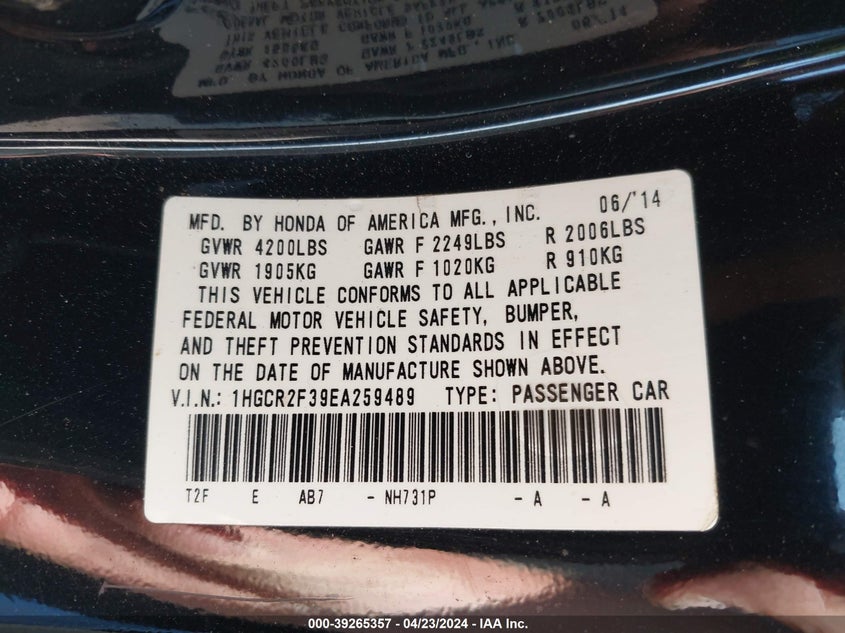 MFD. BY HONDA OF AMERICA MFG., INC. 06/'14
GVWR 4200LBS GAWR F 2249LBS R 2006LBS
GVWR 1905KG GAWR F 1020KG R 910KG
THIS VEHICLE CONFORMS TO ALL APPLICABLE
FEDERAL MOTOR VEHICLE SAFETY, BUMPER,
AND THEFT PREVENTION STANDARDS IN EFFECT
ON THE DATE OF MANUFACTURE SHOWN ABOVE.
V.I.N.: 1HGCR2F39EA259489 TYPE: PASSENGER CAR
T2F E AB7 - NH731P - A - A
000-39265357 - 04/23/2024 - IAA Inc.